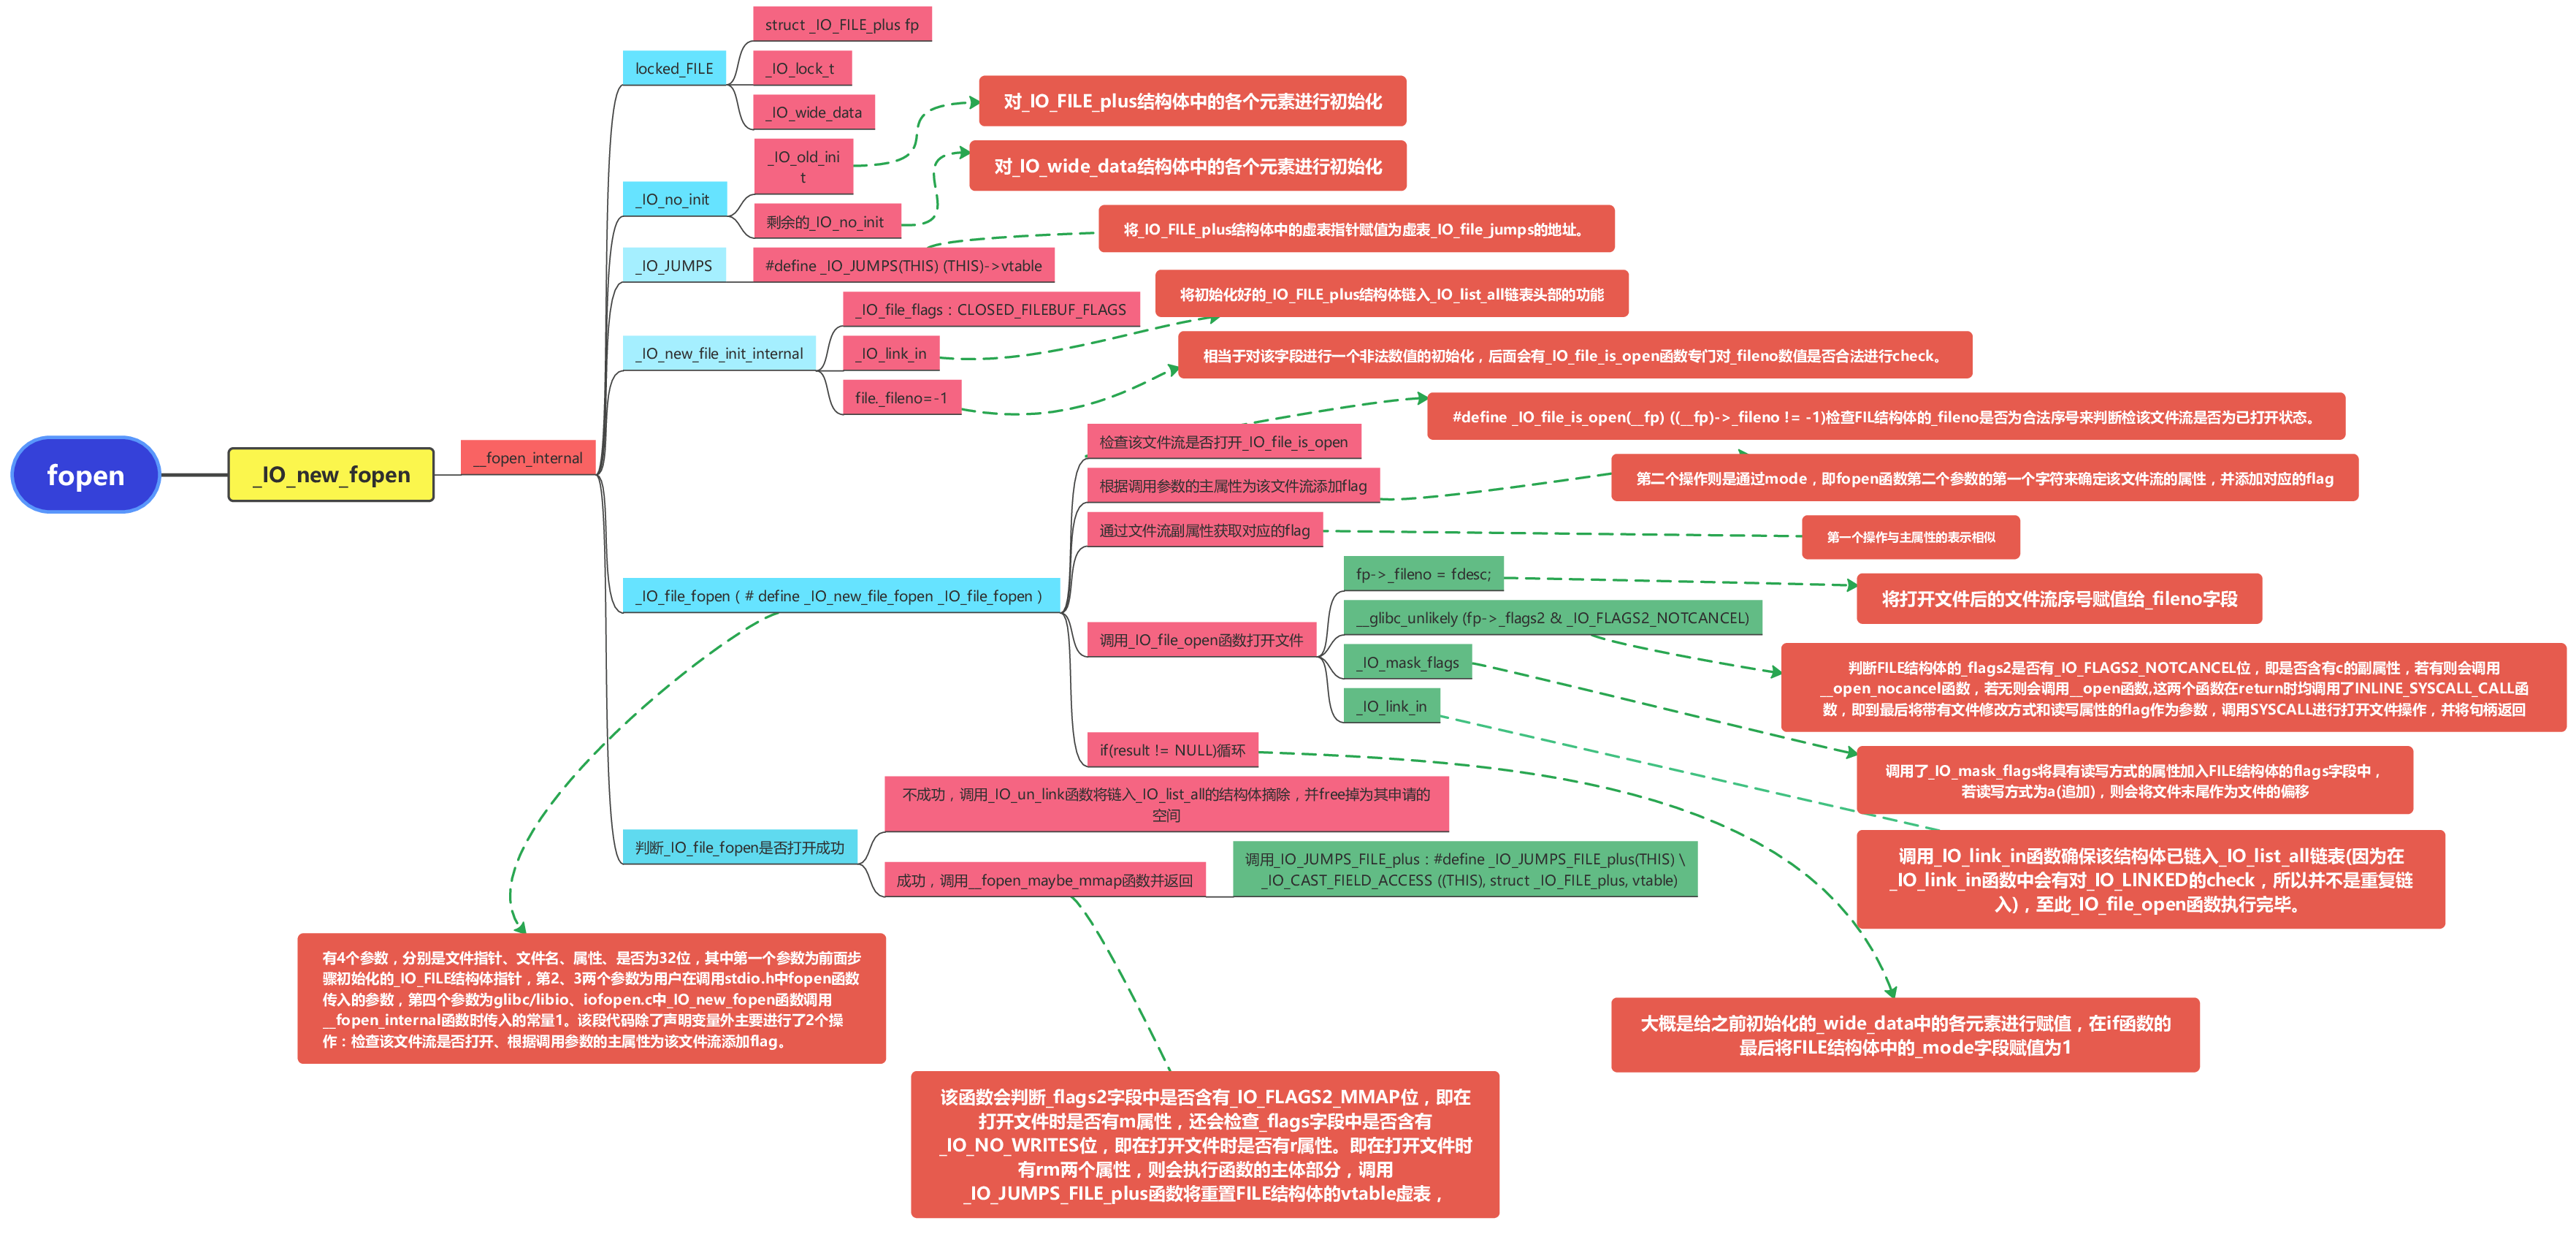 fopen
_IO_new_fopen
__fopen_internal
locked_FILE
struct _IO_FILE_plus fp
_IO_lock_t
_IO_wide_data
_IO_no_init
_IO_old_ini
t
对_IO_FILE_plus结构体中的各个元素进行初始化
剩余的_IO_no_init
对_IO_wide_data结构体中的各个元素进行初始化
_IO_JUMPS
#define _IO_JUMPS(THIS) (THIS)->vtable
将_IO_FILE_plus结构体中的虚表指针赋值为虚表_IO_file_jumps的地址。
_IO_new_file_init_internal
_IO_file_flags：CLOSED_FILEBUF_FLAGS
_IO_link_in
将初始化好的_IO_FILE_plus结构体链入_IO_list_all链表头部的功能
file._fileno=-1
相当于对该字段进行一个非法数值的初始化，后面会有_IO_file_is_open函数专门对_fileno数值是否合法进行check。
_IO_file_fopen ( # define _IO_new_file_fopen _IO_file_fopen )
检查该文件流是否打开_IO_file_is_open
#define _IO_file_is_open(__fp) ((__fp)->_fileno != -1)检查FIL结构体的_fileno是否为合法序号来判断检该文件流是否为已打开状态。
根据调用参数的主属性为该文件流添加flag
第二个操作则是通过mode，即fopen函数第二个参数的第一个字符来确定该文件流的属性，并添加对应的flag
通过文件流副属性获取对应的flag
第一个操作与主属性的表示相似
调用_IO_file_open函数打开文件
fp->_fileno = fdesc;
将打开文件后的文件流序号赋值给_fileno字段
__glibc_unlikely (fp->_flags2 & _IO_FLAGS2_NOTCANCEL)
判断FILE结构体的_flags2是否有_IO_FLAGS2_NOTCANCEL位，即是否含有c的副属性，若有则会调用
__open_nocancel函数，若无则会调用__open函数,这两个函数在return时均调用了INLINE_SYSCALL_CALL函
数，即到最后将带有文件修改方式和读写属性的flag作为参数，调用SYSCALL进行打开文件操作，并将句柄返回
_IO_mask_flags
调用了_IO_mask_flags将具有读写方式的属性加入FILE结构体的flags字段中，
若读写方式为a(追加)，则会将文件末尾作为文件的偏移
_IO_link_in
调用_IO_link_in函数确保该结构体已链入_IO_list_all链表(因为在
_IO_link_in函数中会有对_IO_LINKED的check，所以并不是重复链
入)，至此_IO_file_open函数执行完毕。
if(result != NULL)循环
大概是给之前初始化的_wide_data中的各元素进行赋值，在if函数的
最后将FILE结构体中的_mode字段赋值为1
判断_IO_file_fopen是否打开成功
不成功，调用_IO_un_link函数将链入_IO_list_all的结构体摘除，并free掉为其申请的
空间
成功，调用__fopen_maybe_mmap函数并返回
调用_IO_JUMPS_FILE_plus：#define _IO_JUMPS_FILE_plus(THIS) \
_IO_CAST_FIELD_ACCESS ((THIS), struct _IO_FILE_plus, vtable)
有4个参数，分别是文件指针、文件名、属性、是否为32位，其中第一个参数为前面步
骤初始化的_IO_FILE结构体指针，第2、3两个参数为用户在调用stdio.h中fopen函数
传入的参数，第四个参数为glibc/libio、iofopen.c中_IO_new_fopen函数调用
__fopen_internal函数时传入的常量1。该段代码除了声明变量外主要进行了2个操
作：检查该文件流是否打开、根据调用参数的主属性为该文件流添加flag。
该函数会判断_flags2字段中是否含有_IO_FLAGS2_MMAP位，即在
打开文件时是否有m属性，还会检查_flags字段中是否含有
_IO_NO_WRITES位，即在打开文件时是否有r属性。即在打开文件时
有rm两个属性，则会执行函数的主体部分，调用
_IO_JUMPS_FILE_plus函数将重置FILE结构体的vtable虚表，